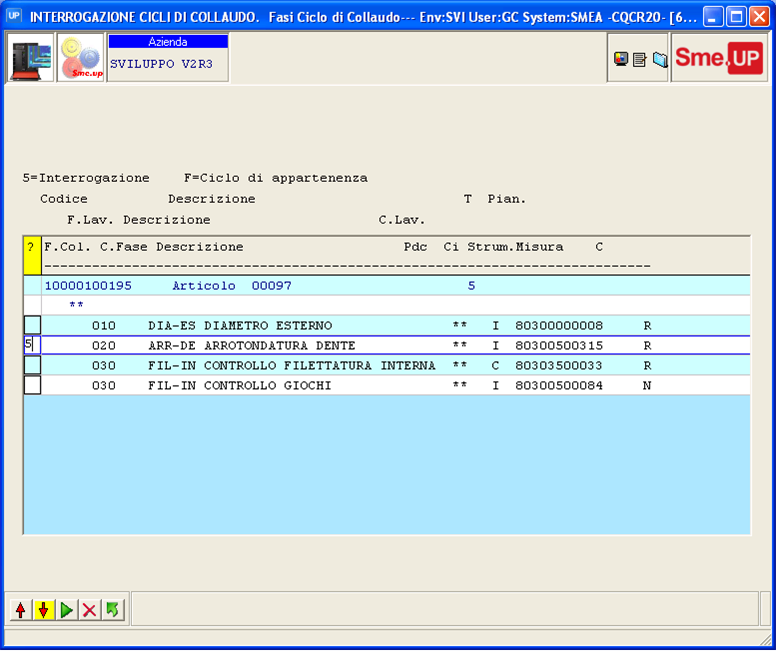 UP INTERROGAZIONE CICLI DI COLLAUDO. Fasi Ciclo di Collaudo--- Env:SVI User:GC System:SMEA -CQCR20- [6...
Sme.up
Azienda
SVILUPPO V2R3
Sme.UP
5=Interrogazione F=Ciclo di appartenenza
Codice Descrizione T Pian.
F.Lav. Descrizione C.Lav.
? F.Col. C.Fase Descrizione Pdc Ci Strum.Misura C
----------------------------------------------------------------------------
10000100195 Articolo 00097 5
**
010 DIA-ES DIAMETRO ESTERNO ** I 80300000008 R
5 020 ARR-DE ARROTONDATURA DENTE ** I 80300500315 R
030 FIL-IN CONTROLLO FILETTATURA INTERNA ** C 80303500033 R
030 FIL-IN CONTROLLO GIOCHI ** I 80300500084 N